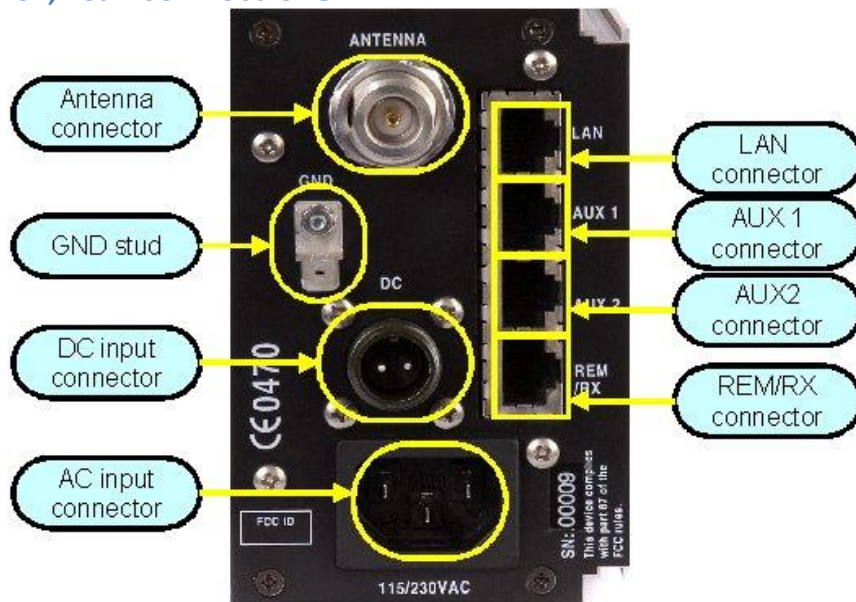 ANTENNA
Antenna
connector
LAN
LAN
connector
GND
AUX 1
AUX 1
connector
GND stud
DC
AUX 2
AUX2
connector
DC input
connector
REM
/RX
REM/RX
connector
CE0470
AC input
connector
FCC ID
SN: 00009
This device complies
with part 87 of the
FCC rules.
115/230VAC